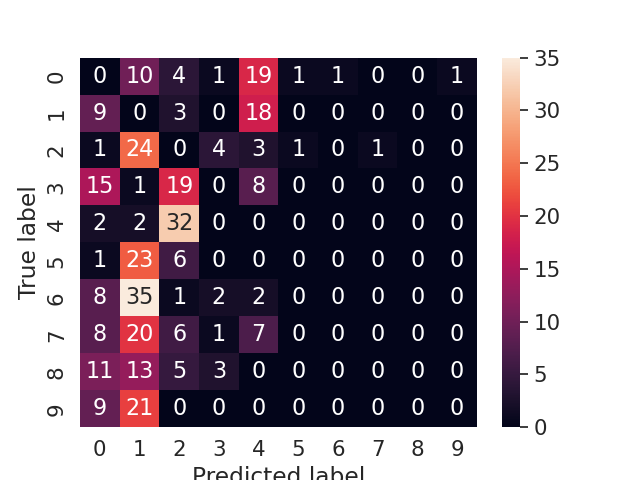 0 0 10 4 1 19 1 1 0 0 1
1 9 0 3 0 18 0 0 0 0 0
2 1 24 0 4 3 1 0 1 0 0
3 15 1 19 0 8 0 0 0 0 0
4 2 2 32 0 0 0 0 0 0 0
5 1 23 6 0 0 0 0 0 0 0
6 8 35 1 2 2 0 0 0 0 0
7 8 20 6 1 7 0 0 0 0 0
8 11 13 5 3 0 0 0 0 0 0
9 9 21 0 0 0 0 0 0 0 0
True label
0 1 2 3 4 5 6 7 8 9
Predicted label
35
30
25
20
15
10
5
0